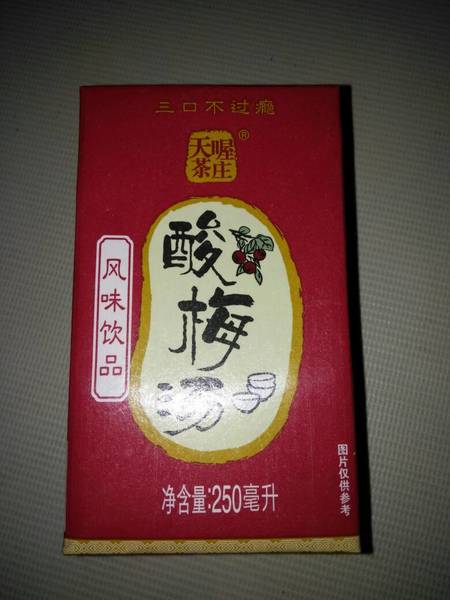 三口不过瘾
天喔茶庄®
酸梅汤
风味饮品
图片仅供参考
净含量:250毫升